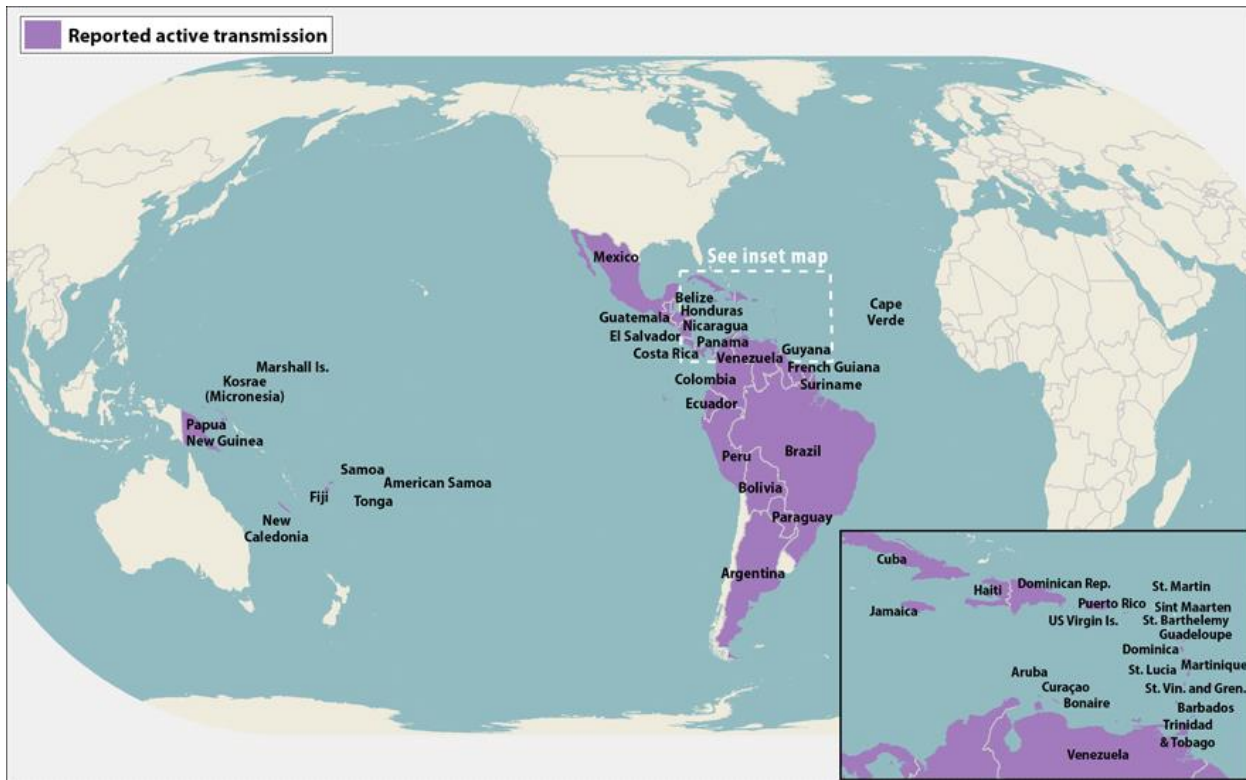 Reported active transmission
See inset map
Mexico
Belize
Honduras
Guatemala
Nicaragua
El Salvador
Panama
Costa Rica
Venezuela
Guyana
French Guiana
Suriname
Colombia
Ecuador
Peru
Brazil
Bolivia
Paraguay
Argentina
Cape
Verde
Marshall Is.
Kosrae
(Micronesia)
Papua
New Guinea
Samoa
American Samoa
Fiji
Tonga
New
Caledonia
Cuba
Haiti
Dominican Rep.
Jamaica
Puerto Rico
US Virgin Is.
St. Martin
Sint Maarten
St. Barthelemy
Guadeloupe
Dominica
Martinique
St. Lucia
St. Vin. and Gren.
Barbados
Aruba
Curaçao
Bonaire
Trinidad
& Tobago
Venezuela